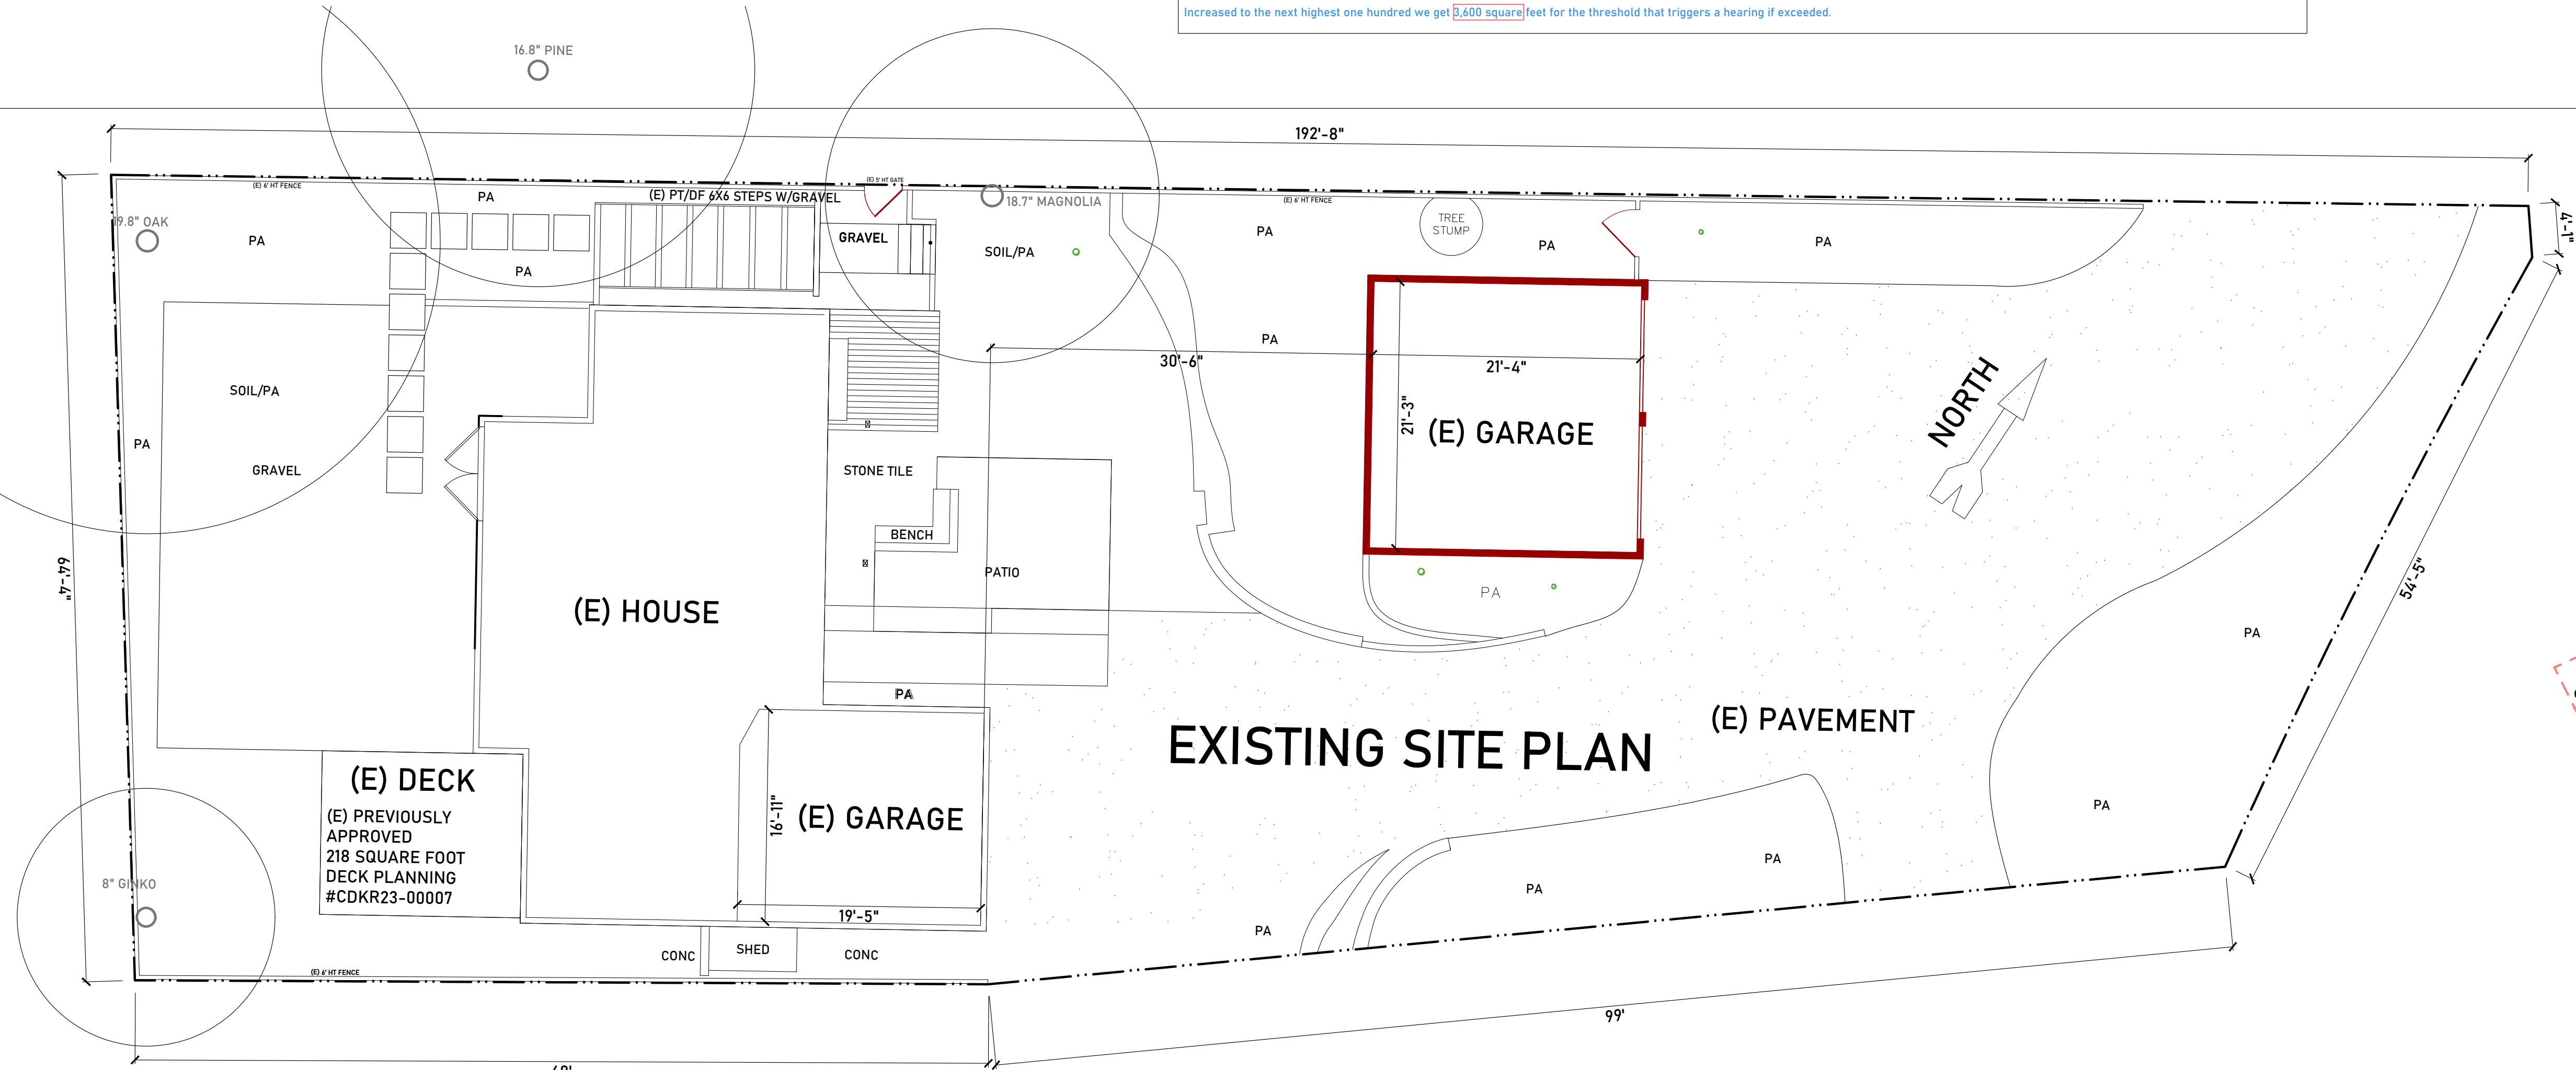 Increased to the next highest one hundred we get 3,600 square feet for the threshold that triggers a hearing if exceeded.
16.8" PINE
192'-8"
(E) 6' HT FENCE
PA
(E) PT/DF 6X6 STEPS W/GRAVEL
(E) 5' HT GATE
18.7" MAGNOLIA
(E) 6' HT FENCE
TREE
STUMP
4'-1"
19.8" OAK
PA
PA
GRAVEL
SOIL/PA
PA
PA
PA
PA
30'-6"
21'-4"
21'-3"
(E) GARAGE
NORTH
SOIL/PA
PA
GRAVEL
STONE TILE
BENCH
PATIO
64'-4"
(E) HOUSE
PA
54'-5"
PA
PA
EXISTING SITE PLAN
(E) PAVEMENT
(E) DECK
(E) PREVIOUSLY
APPROVED
218 SQUARE FOOT
DECK PLANNING
#CDKR23-00007
16'-11"
(E) GARAGE
19'-5"
PA
PA
PA
PA
8" GINKO
CONC
SHED
CONC
(E) 6' HT FENCE
99'